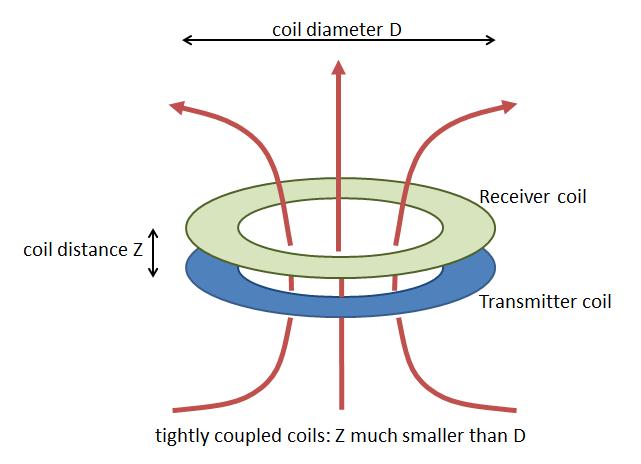 coil diameter D
Receiver coil
coil distance Z
Transmitter coil
tightly coupled coils: Z much smaller than D